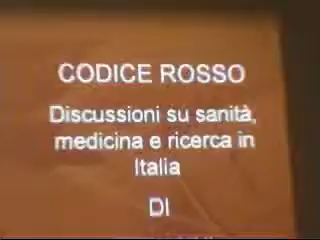 CODICE ROSSO
Discussioni su sanità,
medicina e ricerca in
Italia
DI